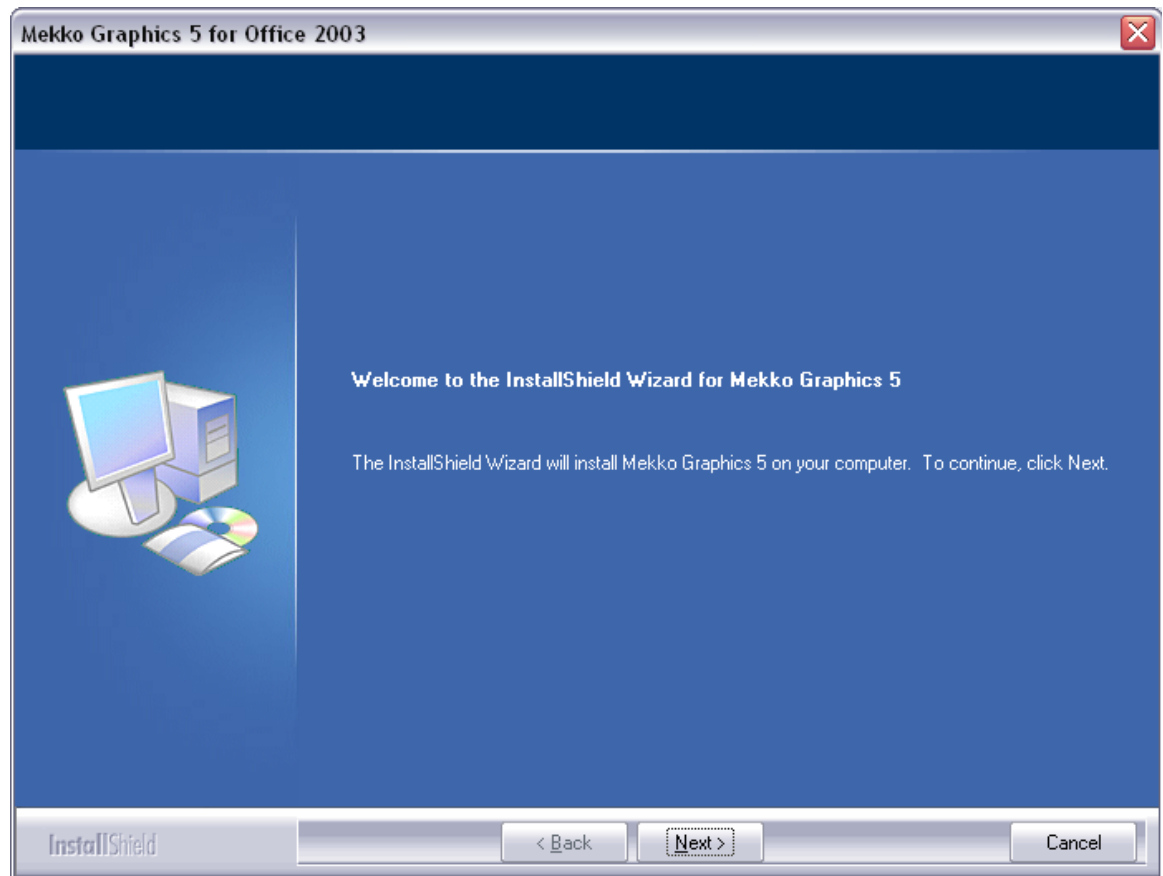 Mekko Graphics 5 for Office 2003
Welcome to the InstallShield Wizard for Mekko Graphics 5
The InstallShield Wizard will install Mekko Graphics 5 on your computer.  To continue, click Next.
InstallShield
< Back
Next >
Cancel